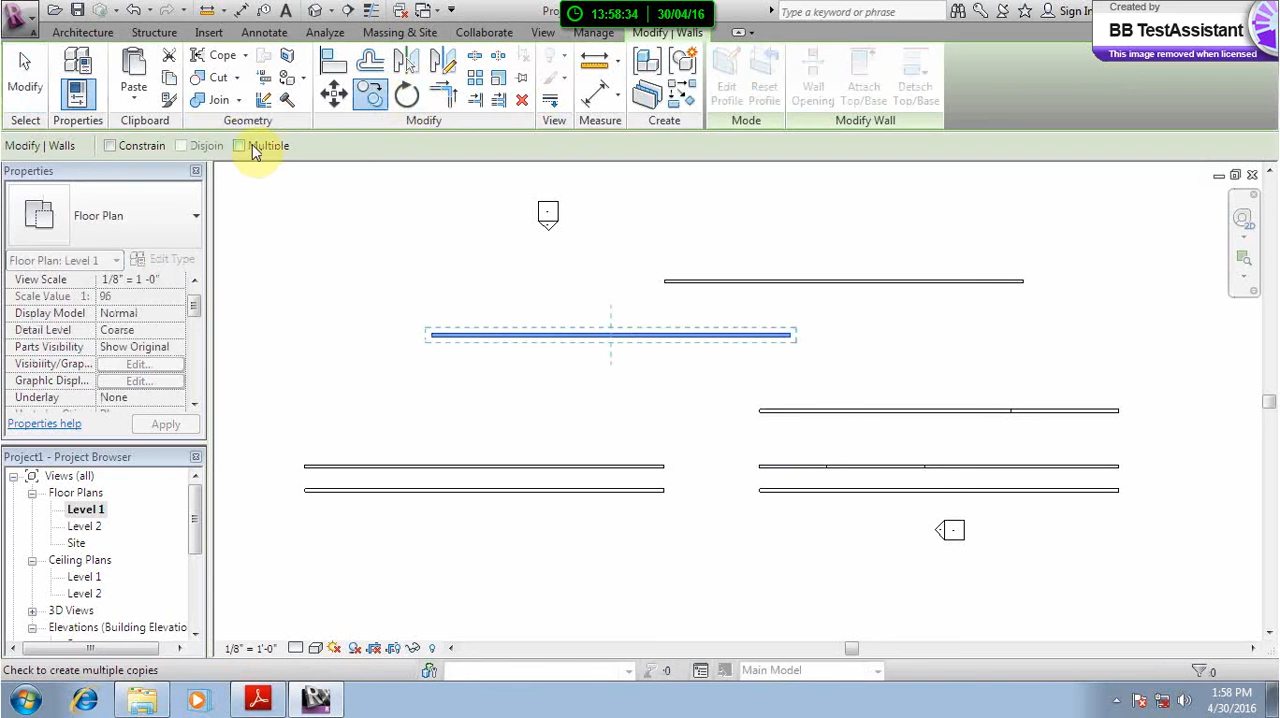 Pro
13:58:34 | 30/04/16
Type a keyword or phrase
Sign In
Created by
BB TestAssistant
This image removed when licensed
Architecture Structure Insert Annotate Analyze Massing & Site Collaborate View Manage Modify | Walls
Modify
Paste
Cope
Cut
Join
Edit Profile
Reset Profile
Wall Opening
Attach Top/Base
Detach Top/Base
Select Properties Clipboard Geometry Modify View Measure Create Mode Modify Wall
Modify | Walls Constrain Disjoin Multiple
Properties
Floor Plan
Floor Plan: Level 1 Edit Type
View Scale 1/8" = 1'-0"
Scale Value 1: 96
Display Model Normal
Detail Level Coarse
Parts Visibility Show Original
Visibility/Grap... Edit...
Graphic Displ... Edit...
Underlay None
Properties help Apply
Project1 - Project Browser
Views (all)
Floor Plans
Level 1
Level 2
Site
Ceiling Plans
Level 1
Level 2
3D Views
Elevations (Building Elevatio
2D
1/8" = 1'-0"
Check to create multiple copies
:0
Main Model
:0
1:58 PM
4/30/2016